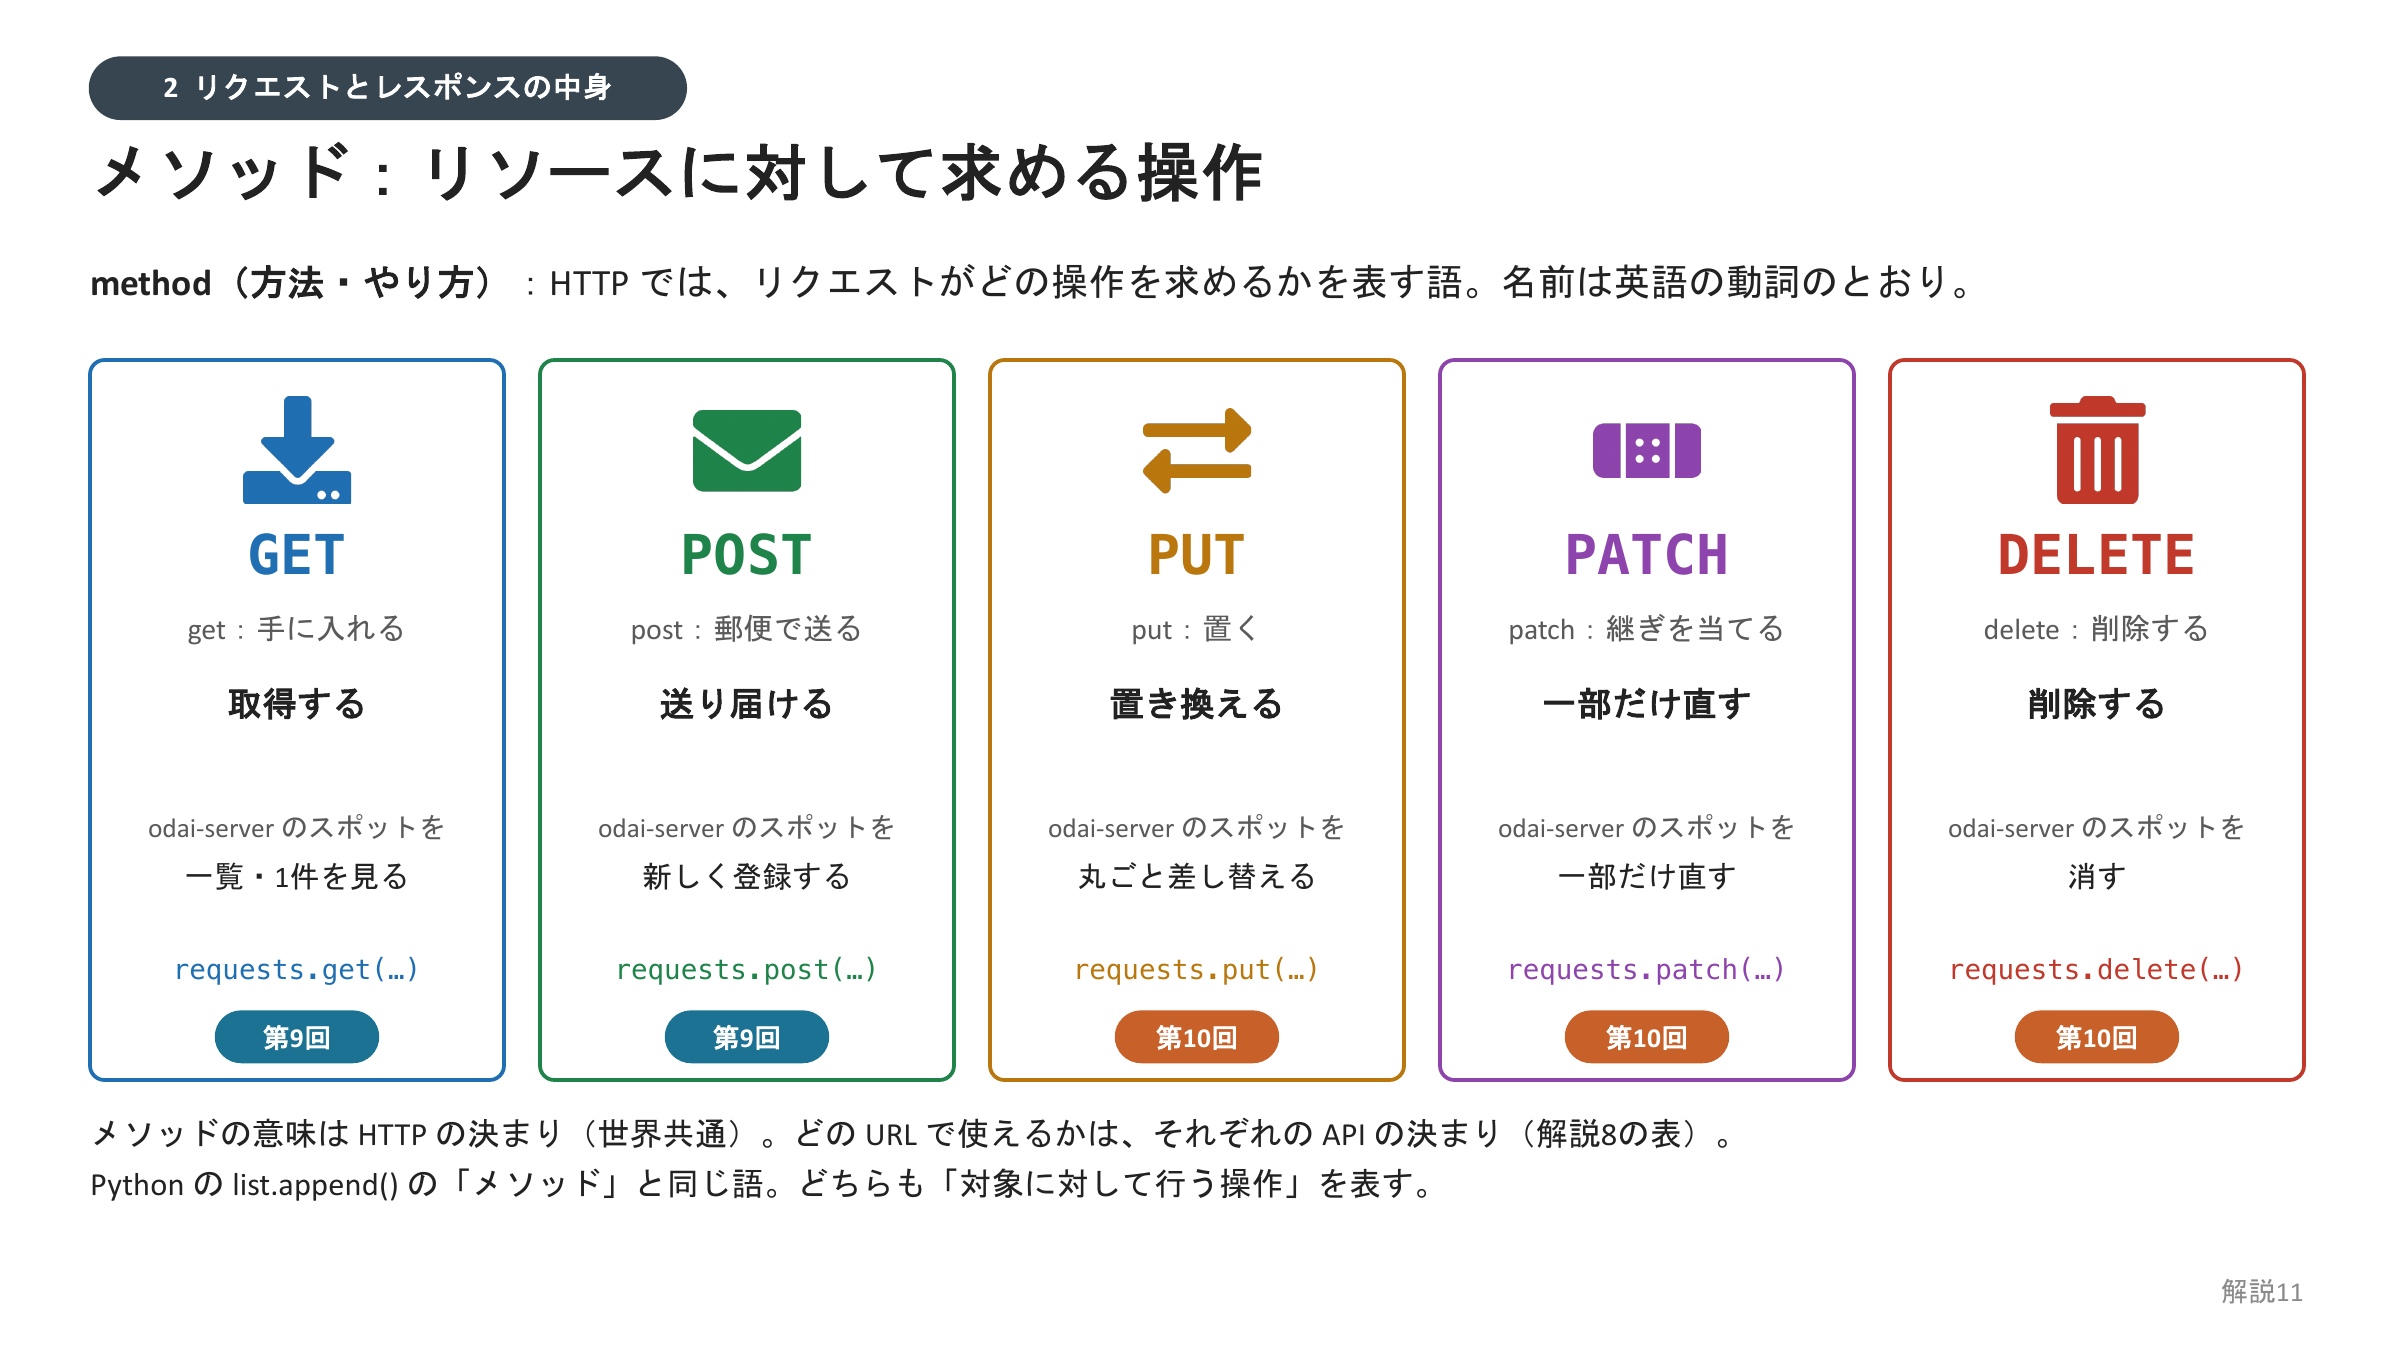 2 リクエストとレスポンスの中身
メソッド：リソースに対して求める操作
method（方法・やり方）：HTTP では、リクエストがどの操作を求めるかを表す語。名前は英語の動詞のとおり。
GET
get：手に入れる
取得する
odai-server のスポットを
一覧・1件を見る
requests.get(…)
第9回
POST
post：郵便で送る
送り届ける
odai-server のスポットを
新しく登録する
requests.post(…)
第9回
PUT
put：置く
置き換える
odai-server のスポットを
丸ごと差し替える
requests.put(…)
第10回
PATCH
patch：継ぎを当てる
一部だけ直す
odai-server のスポットを
一部だけ直す
requests.patch(…)
第10回
DELETE
delete：削除する
削除する
odai-server のスポットを
消す
requests.delete(…)
第10回
メソッドの意味は HTTP の決まり（世界共通）。どの URL で使えるかは、それぞれの API の決まり（解説8の表）。
Python の list.append() の「メソッド」と同じ語。どちらも「対象に対して行う操作」を表す。
解説11